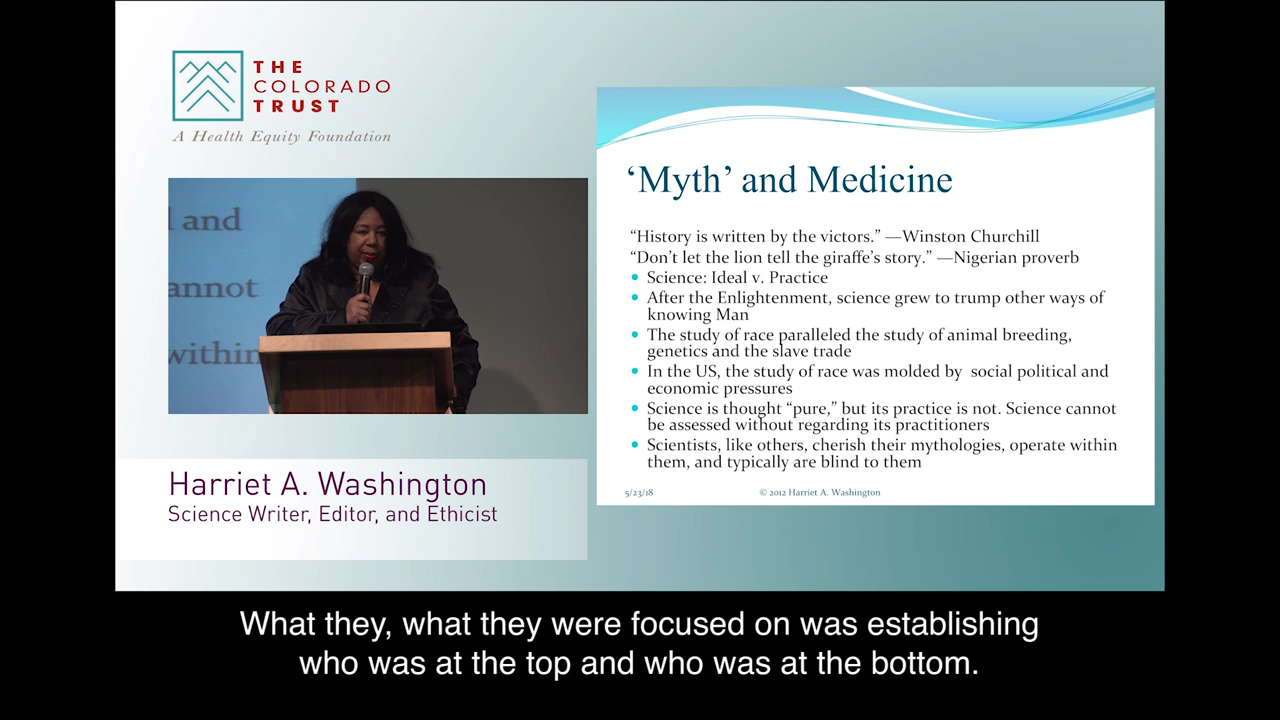 THE
COLORADO
TRUST
A Health Equity Foundation
l and
annot
within
Harriet A. Washington
Science Writer, Editor, and Ethicist
‘Myth’ and Medicine
“History is written by the victors.” —Winston Churchill
“Don’t let the lion tell the giraffe’s story.” —Nigerian proverb
• Science: Ideal v. Practice
• After the Enlightenment, science grew to trump other ways of
knowing Man
• The study of race paralleled the study of animal breeding,
genetics and the slave trade
• In the US, the study of race was molded by  social political and
economic pressures
• Science is thought “pure,” but its practice is not. Science cannot
be assessed without regarding its practitioners
• Scientists, like others, cherish their mythologies, operate within
them, and typically are blind to them
5/23/18
© 2012 Harriet A. Washington
What they, what they were focused on was establishing
who was at the top and who was at the bottom.